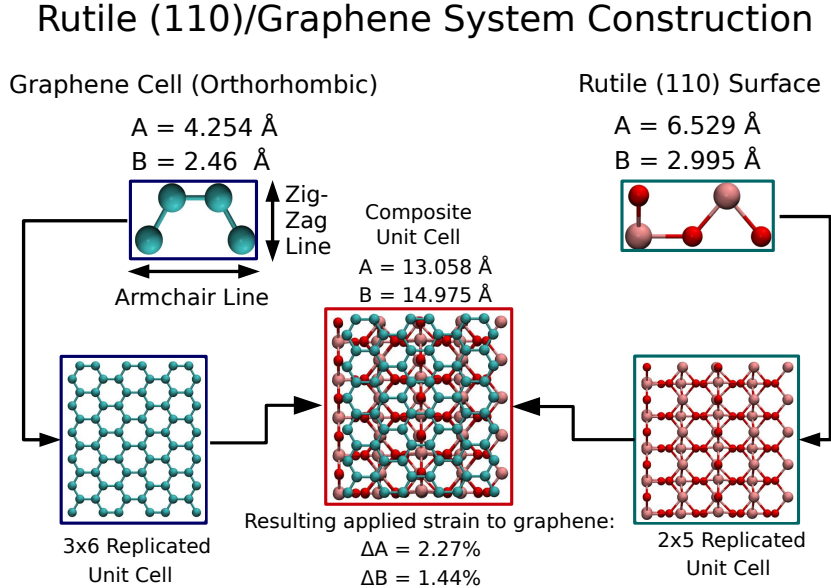 Rutile (110)/Graphene System Construction
Graphene Cell (Orthorhombic)
A = 4.254 Å
B = 2.46 Å
Zig-
Zag
Line
Armchair Line
Rutile (110) Surface
A = 6.529 Å
B = 2.995 Å
Composite
Unit Cell
A = 13.058 Å
B = 14.975 Å
3x6 Replicated
Unit Cell
Resulting applied strain to graphene:
ΔA = 2.27%
ΔB = 1.44%
2x5 Replicated
Unit Cell